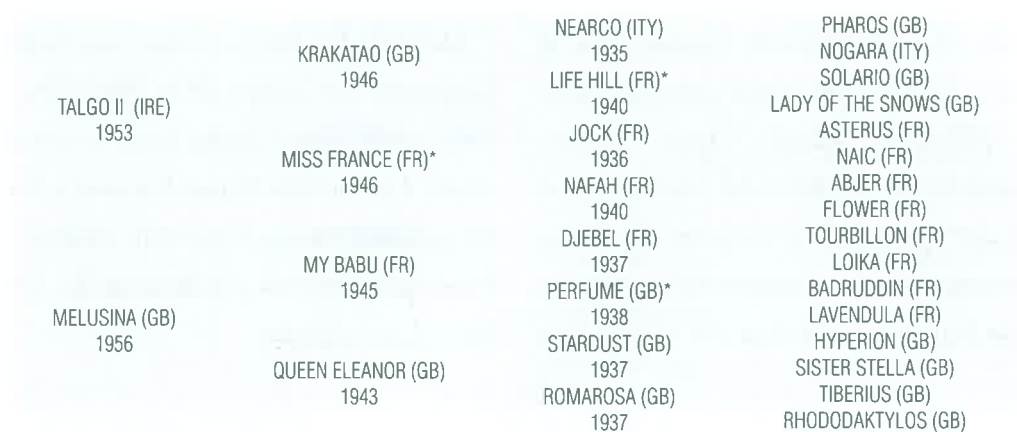 TALGO II (IRE)
1953
MELUSINA (GB)
1956
KRAKATAO (GB)
1946
MISS FRANCE (FR)*
1946
MY BABU (FR)
1945
QUEEN ELEANOR (GB)
1943
NEARCO (ITY)
1935
LIFE HILL (FR)*
1940
JOCK (FR)
1936
NAFAH (FR)
1940
DJEBEL (FR)
1937
PERFUME (GB)*
1938
STARDUST (GB)
1937
ROMAROSA (GB)
1937
PHAROS (GB)
NOGARA (ITY)
SOLARIO (GB)
LADY OF THE SNOWS (GB)
ASTERUS (FR)
NAIC (FR)
ABJER (FR)
FLOWER (FR)
TOURBILLON (FR)
LOIKA (FR)
BADRUDDIN (FR)
LAVENDULA (FR)
HYPERION (GB)
SISTER STELLA (GB)
TIBERIUS (GB)
RHODODAKTYLOS (GB)